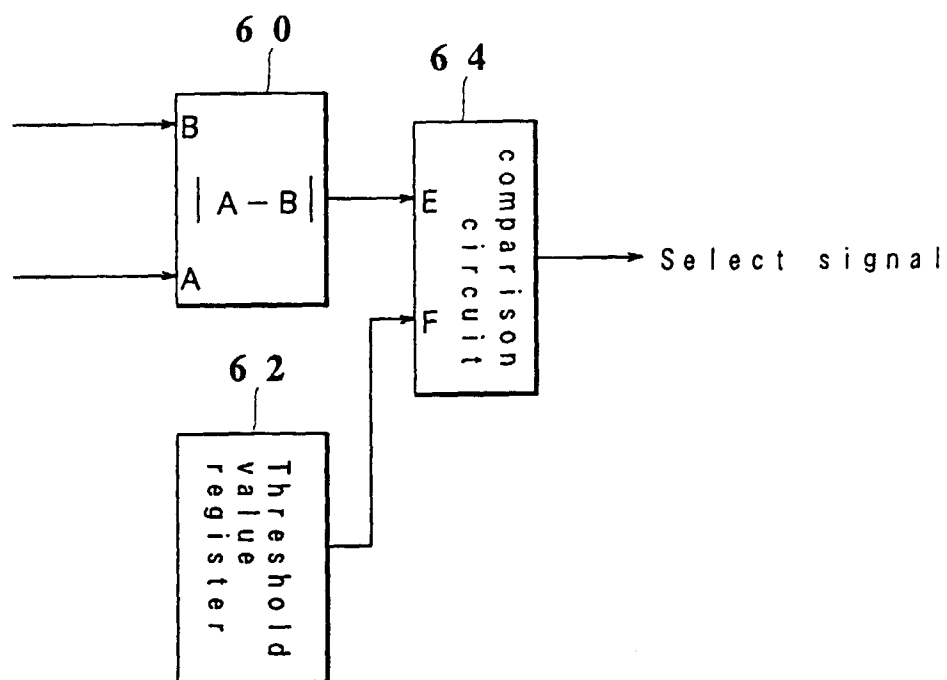 60
64
B
|A-B|
A
E
F
comparison
circuit
Select signal
62
Threshold
value
register